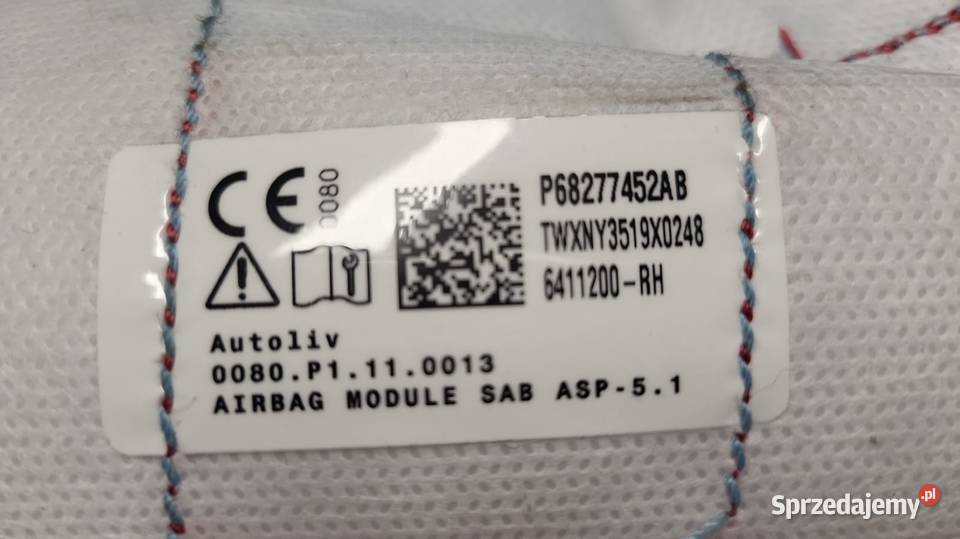 CE 0080
P68277452AB
TWXNY3519X0248
6411200-RH
Autoliv
0080.P1.11.0013
AIRBAG MODULE SAB ASP-5.1
Sprzedajemy.pl